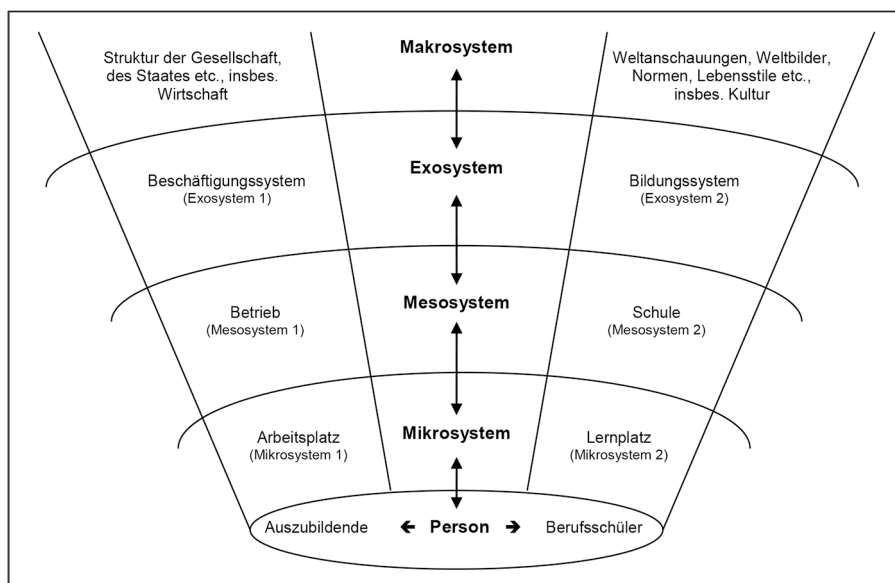 Makrosystem
Struktur der Gesellschaft,
des Staates etc., insbes.
Wirtschaft
Weltanschauungen, Weltbilder,
Normen, Lebensstile etc.,
insbes. Kultur
Exosystem
Beschäftigungssystem
(Exosystem 1)
Bildungssystem
(Exosystem 2)
Mesosystem
Betrieb
(Mesosystem 1)
Schule
(Mesosystem 2)
Mikrosystem
Arbeitsplatz
(Mikrosystem 1)
Lernplatz
(Mikrosystem 2)
Auszubildende
Person
Berufsschüler